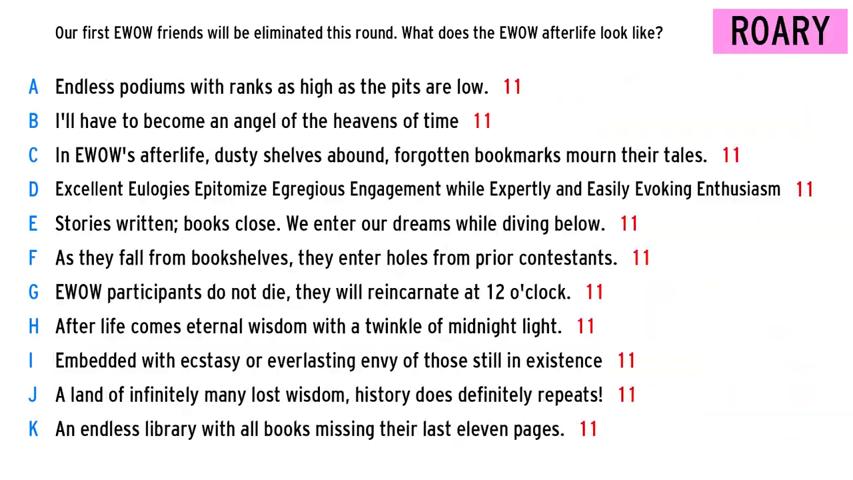 Our first EWOW friends will be eliminated this round. What does the EWOW afterlife look like?
ROARY
A Endless podiums with ranks as high as the pits are low. 11
B I'll have to become an angel of the heavens of time 11
C In EWOW's afterlife, dusty shelves abound, forgotten bookmarks mourn their tales. 11
D Excellent Eulogies Epitomize Egregious Engagement while Expertly and Easily Evoking Enthusiasm 11
E Stories written; books close. We enter our dreams while diving below. 11
F As they fall from bookshelves, they enter holes from prior contestants. 11
G EWOW participants do not die, they will reincarnate at 12 o'clock. 11
H After life comes eternal wisdom with a twinkle of midnight light. 11
I Embedded with ecstasy or everlasting envy of those still in existence 11
J A land of infinitely many lost wisdom, history does definitely repeats! 11
K An endless library with all books missing their last eleven pages. 11